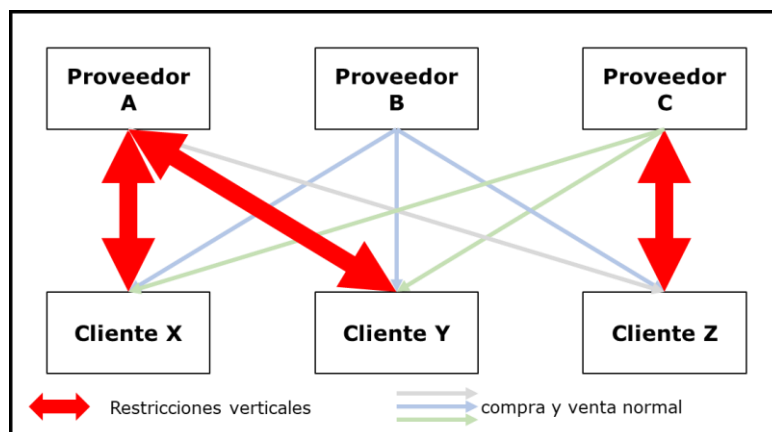 Proveedor
A
Proveedor
B
Proveedor
C
Cliente X
Cliente Y
Cliente Z
Restricciones verticales
compra y venta normal